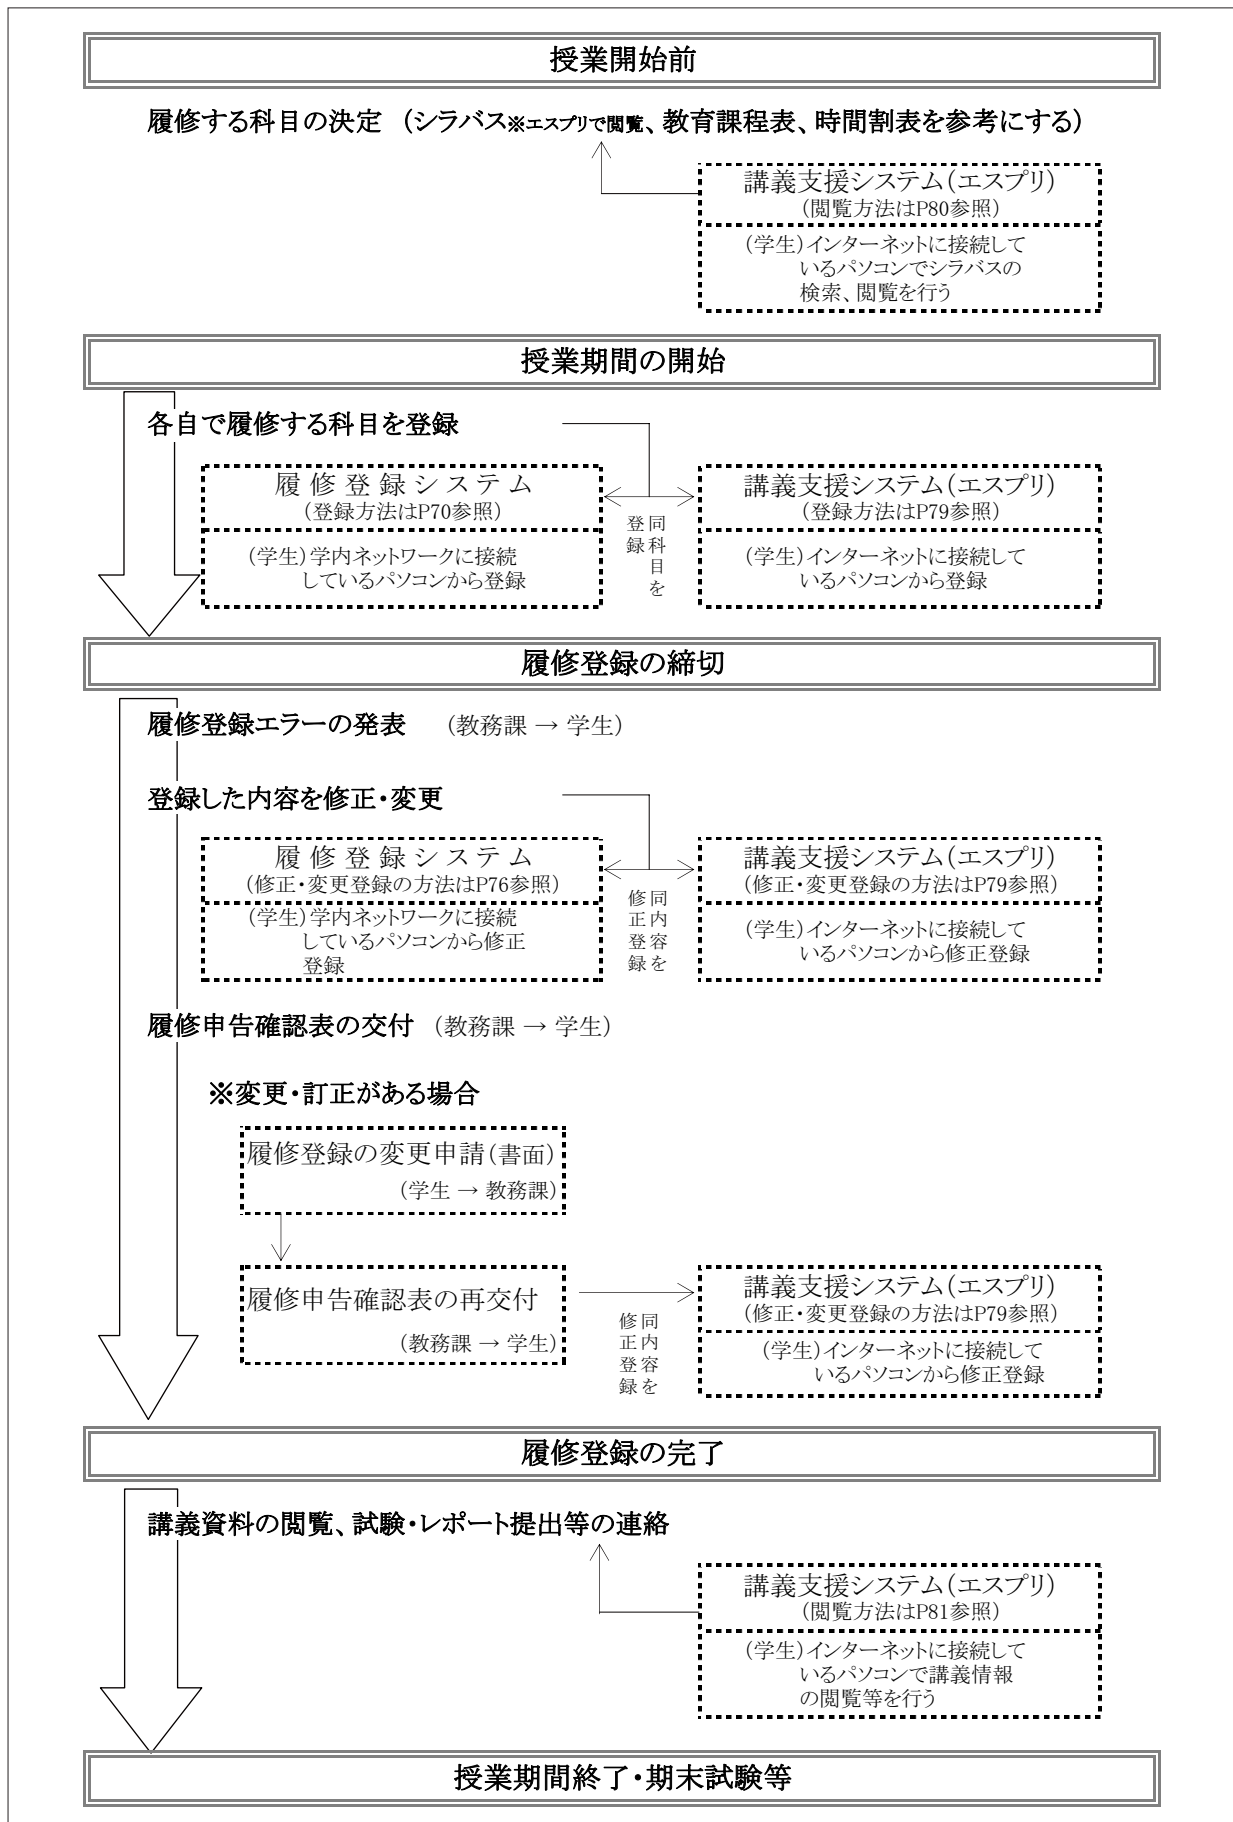 授業開始前
履修する科目の決定 (シラバス※エスプリで閲覧、教育課程表、時間割表を参考にする)
講義支援システム(エスプリ)
(閲覧方法はP80参照)
(学生)インターネットに接続して
いるパソコンでシラバスの
検索、閲覧を行う
授業期間の開始
各自で履修する科目を登録
履修登録システム
(登録方法はP70参照)
(学生)学内ネットワークに接続
しているパソコンから登録
同科目を
登録
講義支援システム(エスプリ)
(登録方法はP79参照)
(学生)インターネットに接続して
いるパソコンから登録
履修登録の締切
履修登録エラーの発表 (教務課 → 学生)
登録した内容を修正・変更
履修登録システム
(修正・変更登録の方法はP76参照)
(学生)学内ネットワークに接続
しているパソコンから修正
登録
同内容を
修正登録
講義支援システム(エスプリ)
(修正・変更登録の方法はP79参照)
(学生)インターネットに接続して
いるパソコンから修正登録
履修申告確認表の交付 (教務課 → 学生)
※変更・訂正がある場合
履修登録の変更申請(書面)
(学生 → 教務課)
履修申告確認表の再交付
(教務課 → 学生)
同内容を
修正登録
講義支援システム(エスプリ)
(修正・変更登録の方法はP79参照)
(学生)インターネットに接続して
いるパソコンから修正登録
履修登録の完了
講義資料の閲覧、試験・レポート提出等の連絡
講義支援システム(エスプリ)
(閲覧方法はP81参照)
(学生)インターネットに接続して
いるパソコンで講義情報
の閲覧等を行う
授業期間終了・期末試験等